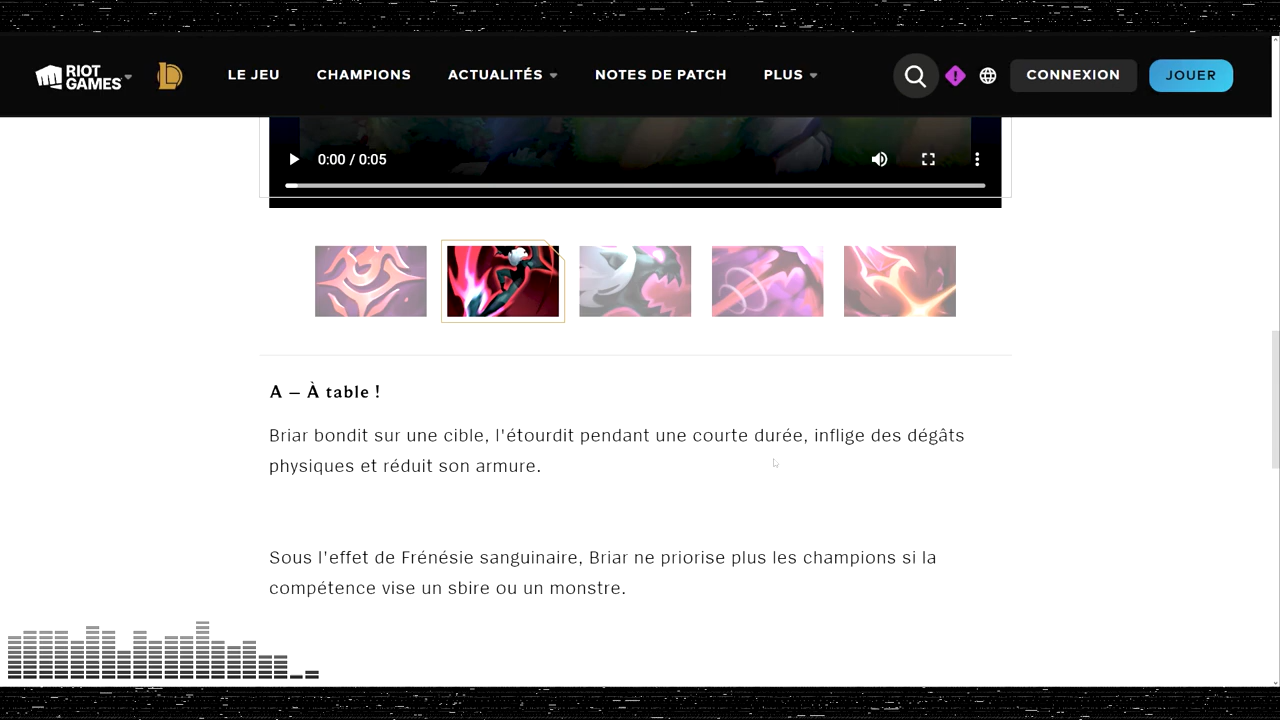 RIOT GAMES
LE JEU CHAMPIONS ACTUALITÉS NOTES DE PATCH PLUS CONNEXION JOUER
0:00 / 0:05
A – À table !
Briar bondit sur une cible, l'étourdit pendant une courte durée, inflige des dégâts
physiques et réduit son armure.
Sous l'effet de Frénésie sanguinaire, Briar ne priorise plus les champions si la
compétence vise un sbire ou un monstre.